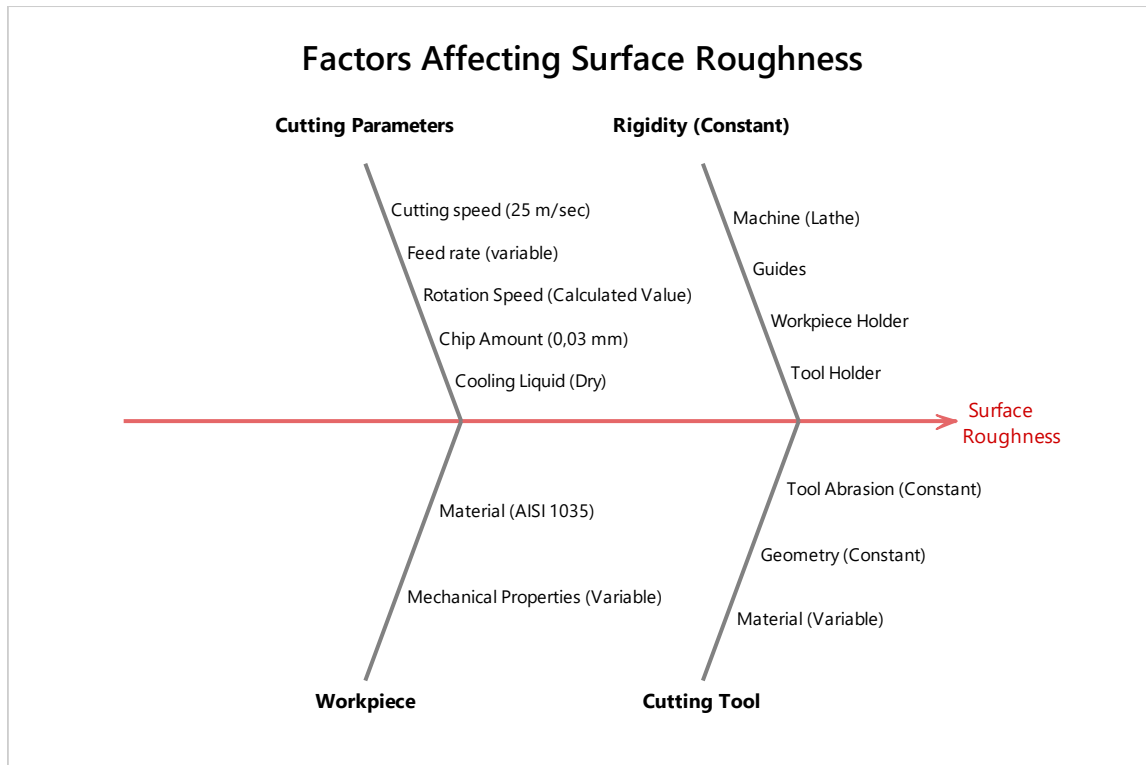 Factors Affecting Surface Roughness
Cutting Parameters
Rigidity (Constant)
Cutting speed (25 m/sec)
Feed rate (variable)
Rotation Speed (Calculated Value)
Chip Amount (0,03 mm)
Cooling Liquid (Dry)
Machine (Lathe)
Guides
Workpiece Holder
Tool Holder
Surface
Roughness
Material (AISI 1035)
Mechanical Properties (Variable)
Tool Abrasion (Constant)
Geometry (Constant)
Material (Variable)
Workpiece
Cutting Tool